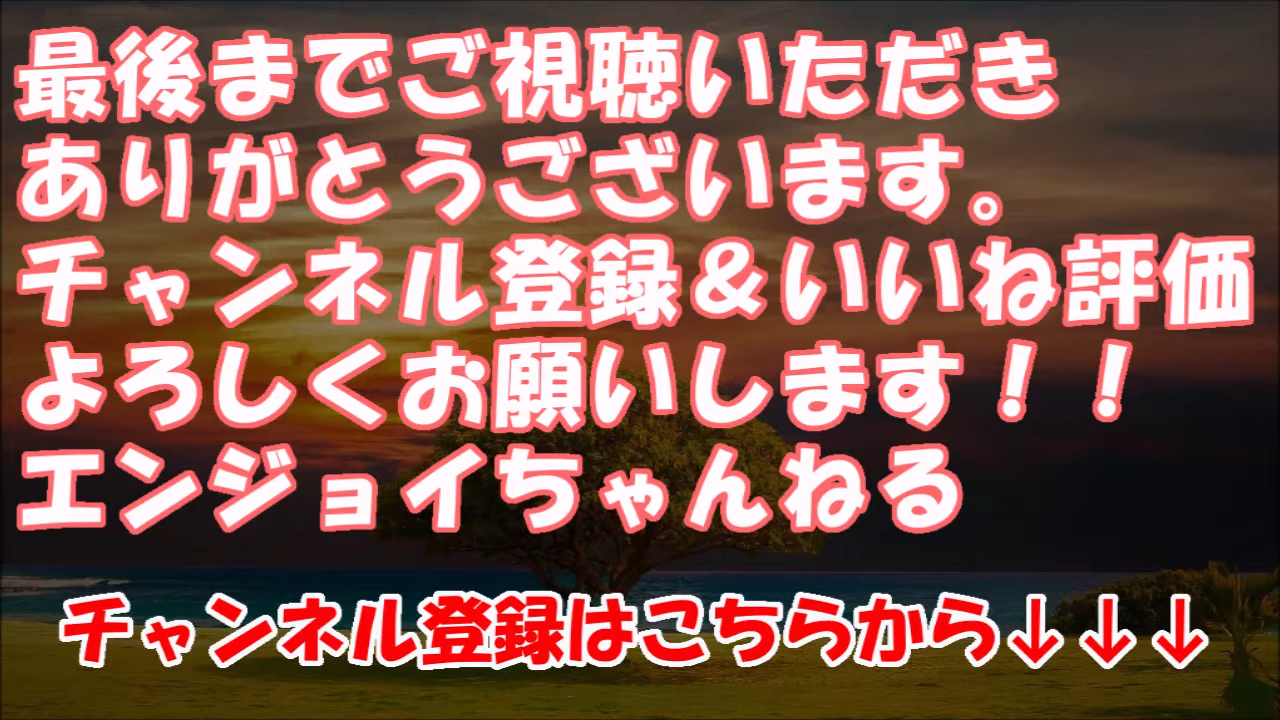 最後までご視聴いただき
ありがとうございます。
チャンネル登録＆いいね評価
よろしくお願いします！！
エンジョイちゃんねる
チャンネル登録はこちらから↓↓↓